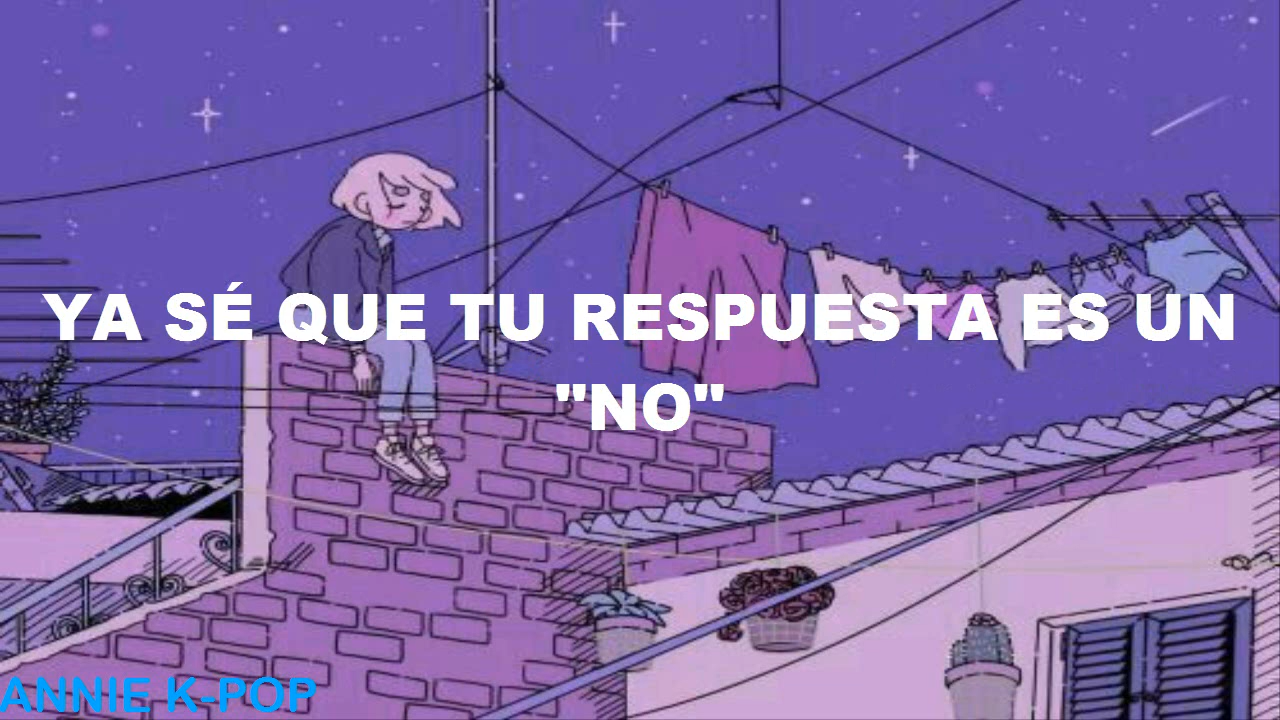 YA SÉ QUE TU RESPUESTA ES UN
"NO"
ANNIE K-POP